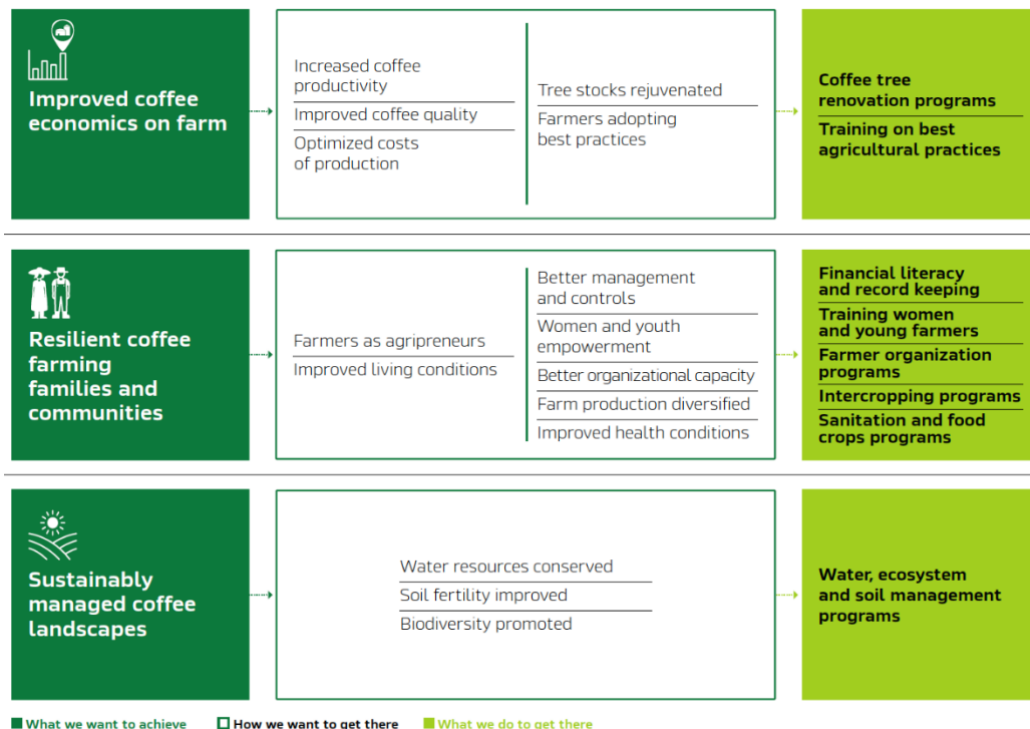 Improved coffee
economics on farm
Increased coffee
productivity
Improved coffee quality
Optimized costs
of production
Tree stocks rejuvenated
Farmers adopting
best practices
Coffee tree
renovation programs
Training on best
agricultural practices
Resilient coffee
farming
families and
communities
Farmers as agripreneurs
Improved living conditions
Better management
and controls
Women and youth
empowerment
Better organizational capacity
Farm production diversified
Improved health conditions
Financial literacy
and record keeping
Training women
and young farmers
Farmer organization
programs
Intercropping programs
Sanitation and food
crops programs
Sustainably
managed coffee
landscapes
Water resources conserved
Soil fertility improved
Biodiversity promoted
Water, ecosystem
and soil management
programs
What we want to achieve
How we want to get there
What we do to get there